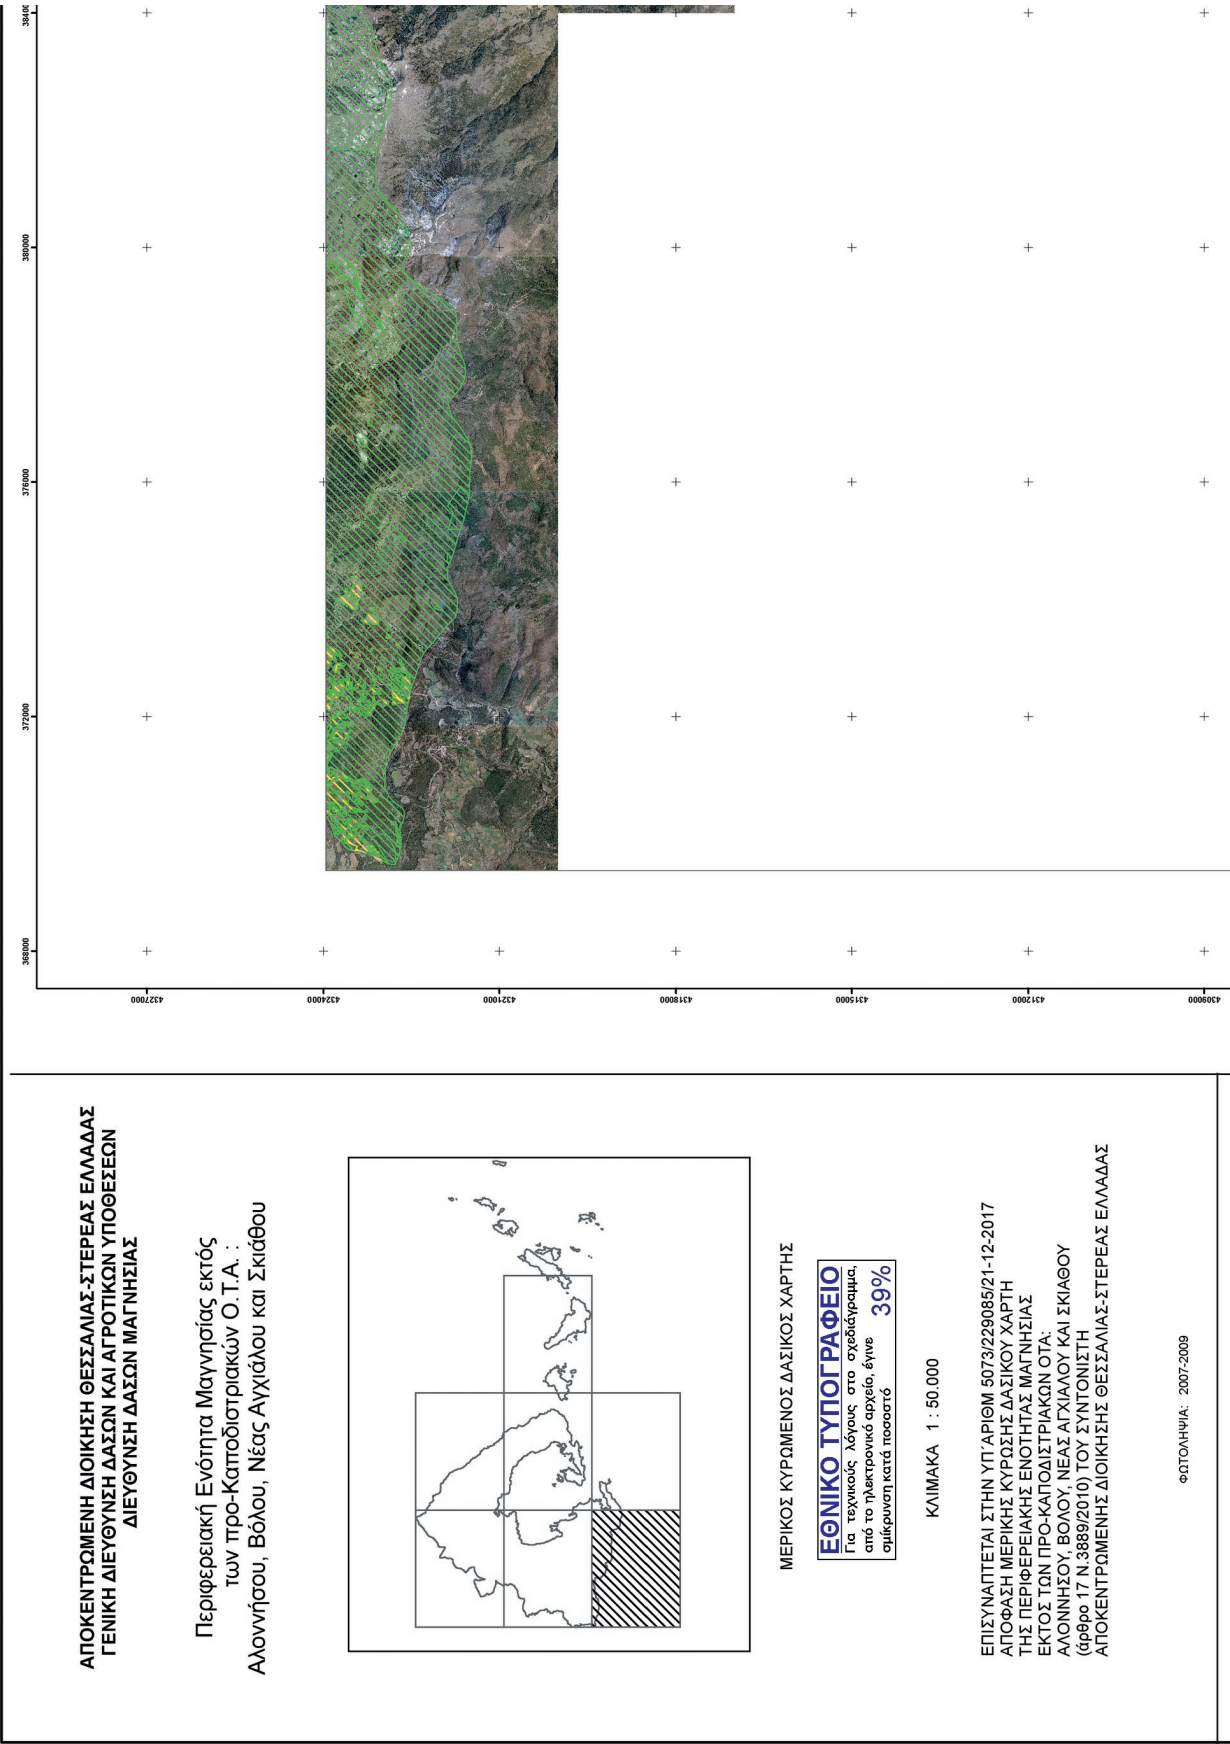 ΑΠΟΚΕΝΤΡΩΜΕΝΗ ΔΙΟΙΚΗΣΗ ΘΕΣΣΑΛΙΑΣ-ΣΤΕΡΕΑΣ ΕΛΛΑΔΑΣ
ΓΕΝΙΚΗ ΔΙΕΥΘΥΝΣΗ ΔΑΣΩΝ ΚΑΙ ΑΓΡΟΤΙΚΩΝ ΥΠΟΘΕΣΕΩΝ
ΔΙΕΥΘΥΝΣΗ ΔΑΣΩΝ ΜΑΓΝΗΣΙΑΣ
Περιφερειακή Ενότητα Μαγνησίας εκτός
των προ-Καποδιστριακών Ο.Τ.Α. :
Αλοννήσου, Βόλου, Νέας Αγχιάλου και Σκιάθου
ΜΕΡΙΚΟΣ ΚΥΡΩΜΕΝΟΣ ΔΑΣΙΚΟΣ ΧΑΡΤΗΣ
ΕΘΝΙΚΟ ΤΥΠΟΓΡΑΦΕΙΟ
Για τεχνικούς λόγους στο σχεδιάγραμμα,
από το ηλεκτρονικό αρχείο, έγινε
σμίκρυνση κατά ποσοστό 39%
ΚΛΙΜΑΚΑ 1 : 50.000
ΕΠΙΣΥΝΑΠΤΕΤΑΙ ΣΤΗΝ ΥΠ΄ΑΡΙΘΜ 5073/229085/21-12-2017
ΑΠΟΦΑΣΗ ΜΕΡΙΚΗΣ ΚΥΡΩΣΗΣ ΔΑΣΙΚΟΥ ΧΑΡΤΗ
ΤΗΣ ΠΕΡΙΦΕΡΕΙΑΚΗΣ ΕΝΟΤΗΤΑΣ ΜΑΓΝΗΣΙΑΣ
ΕΚΤΟΣ ΤΩΝ ΠΡΟ-ΚΑΠΟΔΙΣΤΡΙΑΚΩΝ ΟΤΑ:
ΑΛΟΝΝΗΣΟΥ, ΒΟΛΟΥ, ΝΕΑΣ ΑΓΧΙΑΛΟΥ ΚΑΙ ΣΚΙΑΘΟΥ
(άρθρο 17 Ν.3889/2010) ΤΟΥ ΣΥΝΤΟΝΙΣΤΗ
ΑΠΟΚΕΝΤΡΩΜΕΝΗΣ ΔΙΟΙΚΗΣΗΣ ΘΕΣΣΑΛΙΑΣ-ΣΤΕΡΕΑΣ ΕΛΛΑΔΑΣ
ΦΩΤΟΛΗΨΙΑ: 2007-2009
368000
372000
376000
380000
4327000
4324000
4321000
4318000
4315000
4312000
4309000